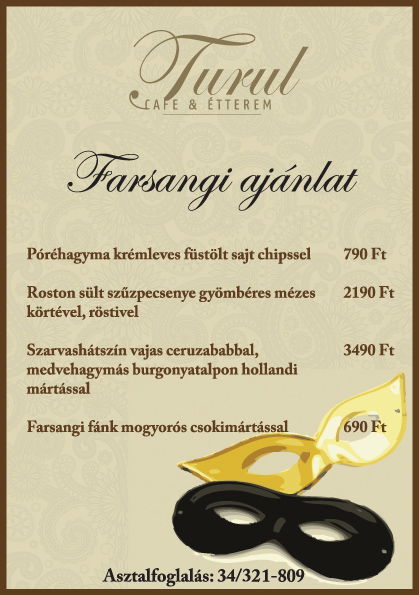 Turul
CAFE & ÉTTEREM
Farsangi ajánlat
Póréhagyma krémleves füstölt sajt chipssel 790 Ft
Roston sült szűzpecsenye gyömbéres mézes 2190 Ft
körtével, röstivel
Szarvashátszín vajas ceruzababbal, 3490 Ft
medvehagymás burgonyatalpon hollandi
mártással
Farsangi fánk mogyorós csokimártással 690 Ft
Asztalfoglalás: 34/321-809